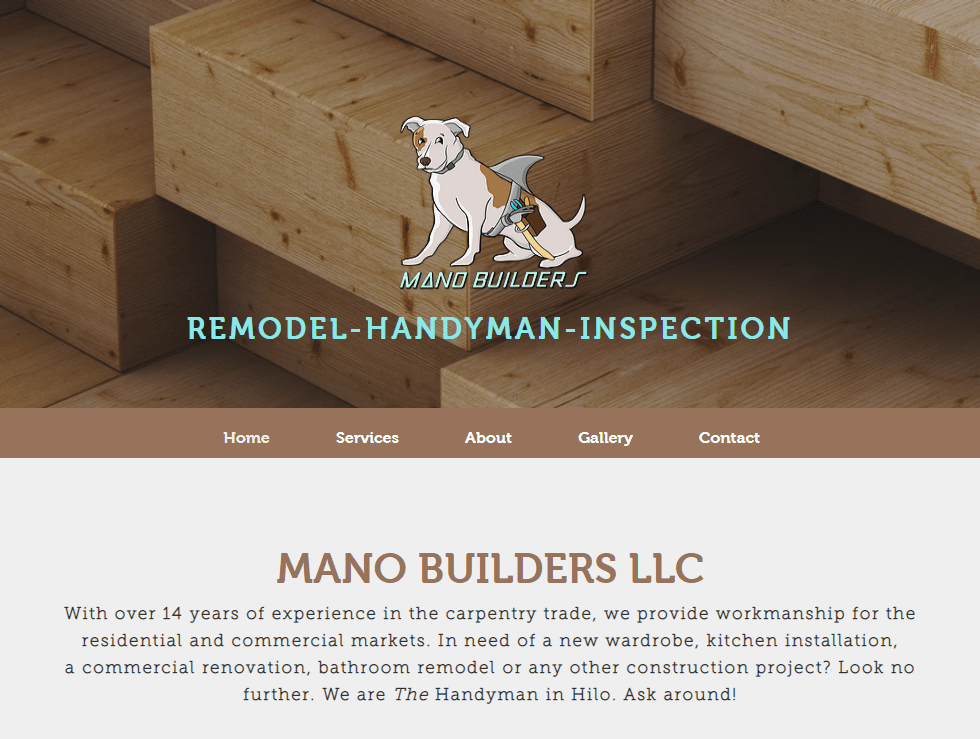 MANO BUILDERS
REMODEL-HANDYMAN-INSPECTION
Home Services About Gallery Contact
MANO BUILDERS LLC
With over 14 years of experience in the carpentry trade, we provide workmanship for the
residential and commercial markets. In need of a new wardrobe, kitchen installation,
a commercial renovation, bathroom remodel or any other construction project? Look no
further. We are The Handyman in Hilo. Ask around!